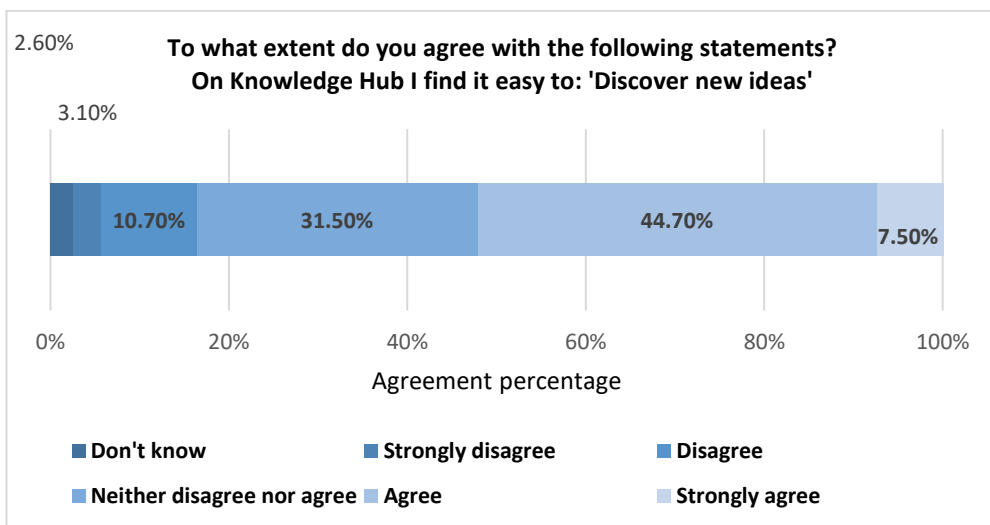 2.60%
To what extent do you agree with the following statements?
On Knowledge Hub I find it easy to: 'Discover new ideas'
3.10%
10.70%
31.50%
44.70%
7.50%
0%
20%
40%
60%
80%
100%
Agreement percentage
Don't know
Strongly disagree
Disagree
Neither disagree nor agree
Agree
Strongly agree